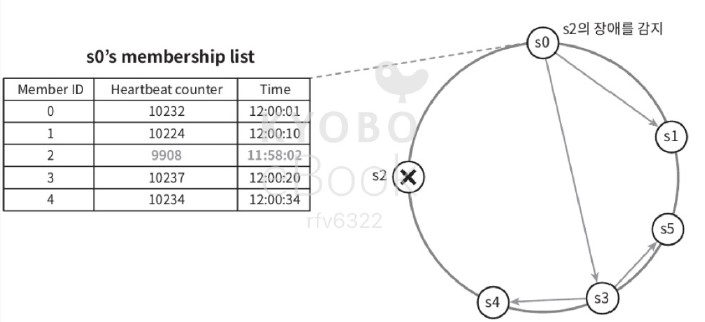 s0's membership list
Member ID Heartbeat counter Time
0 10232 12:00:01
1 10224 12:00:10
2 9908 11:58:02
3 10237 12:00:20
4 10234 12:00:34
KYOBO
eBook
rfv6322
s2의 장애를 감지
s0
s1
s2
s5
s3
s4